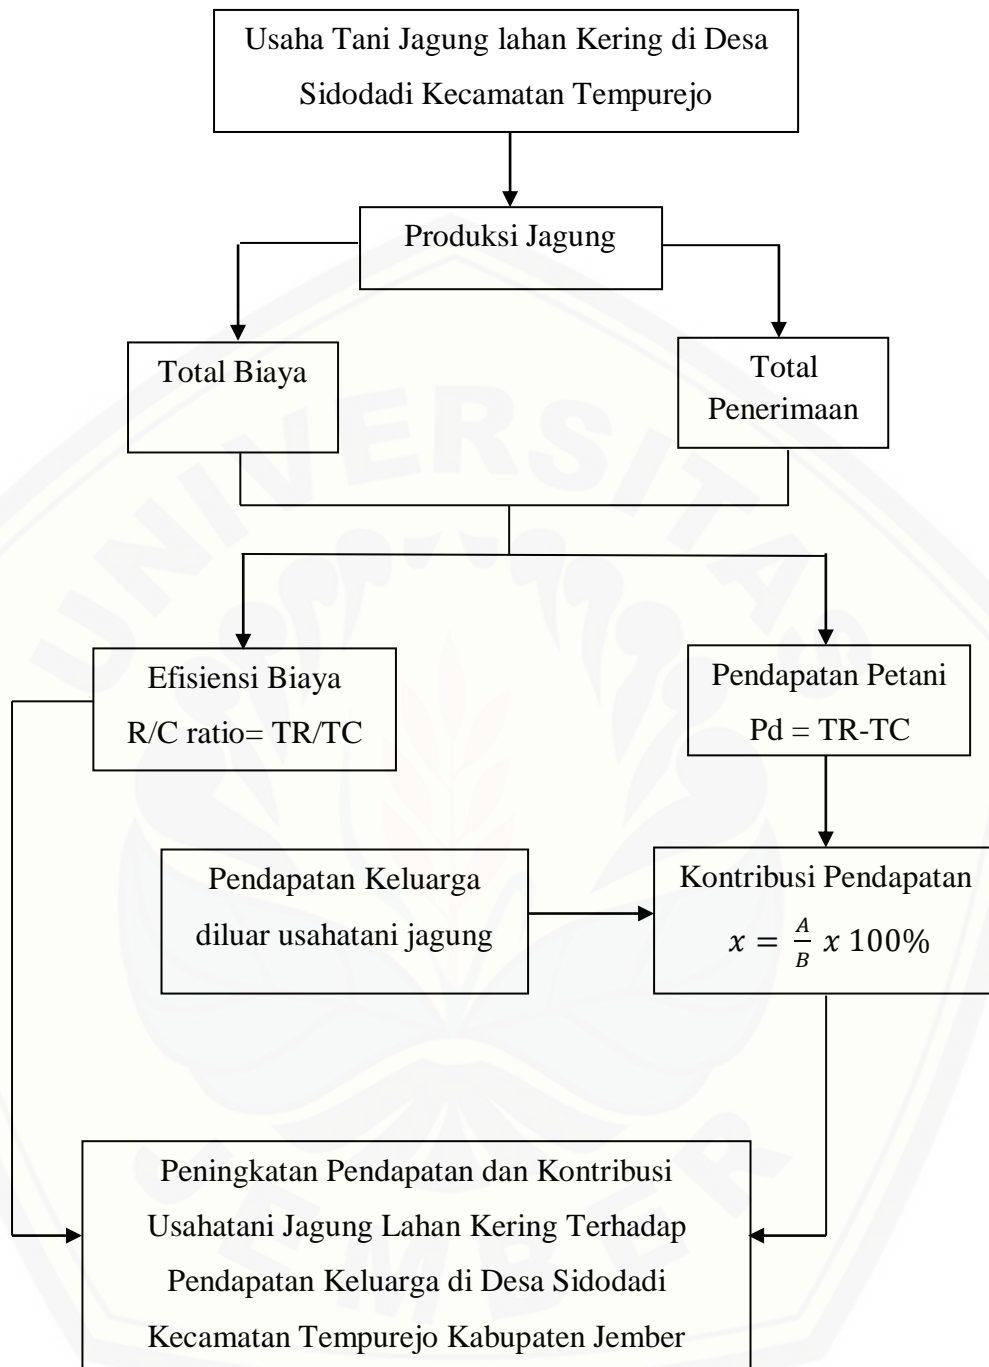 Usaha Tani Jagung lahan Kering di Desa
Sidodadi Kecamatan Tempurejo
Produksi Jagung
Total Biaya
Total
Penerimaan
Efisiensi Biaya
R/C ratio= TR/TC
Pendapatan Petani
Pd = TR-TC
Pendapatan Keluarga
diluar usahatani jagung
Kontribusi Pendapatan
x = A/B x 100%
Peningkatan Pendapatan dan Kontribusi
Usahatani Jagung Lahan Kering Terhadap
Pendapatan Keluarga di Desa Sidodadi
Kecamatan Tempurejo Kabupaten Jember
UNIVERSITAS
JEMBER